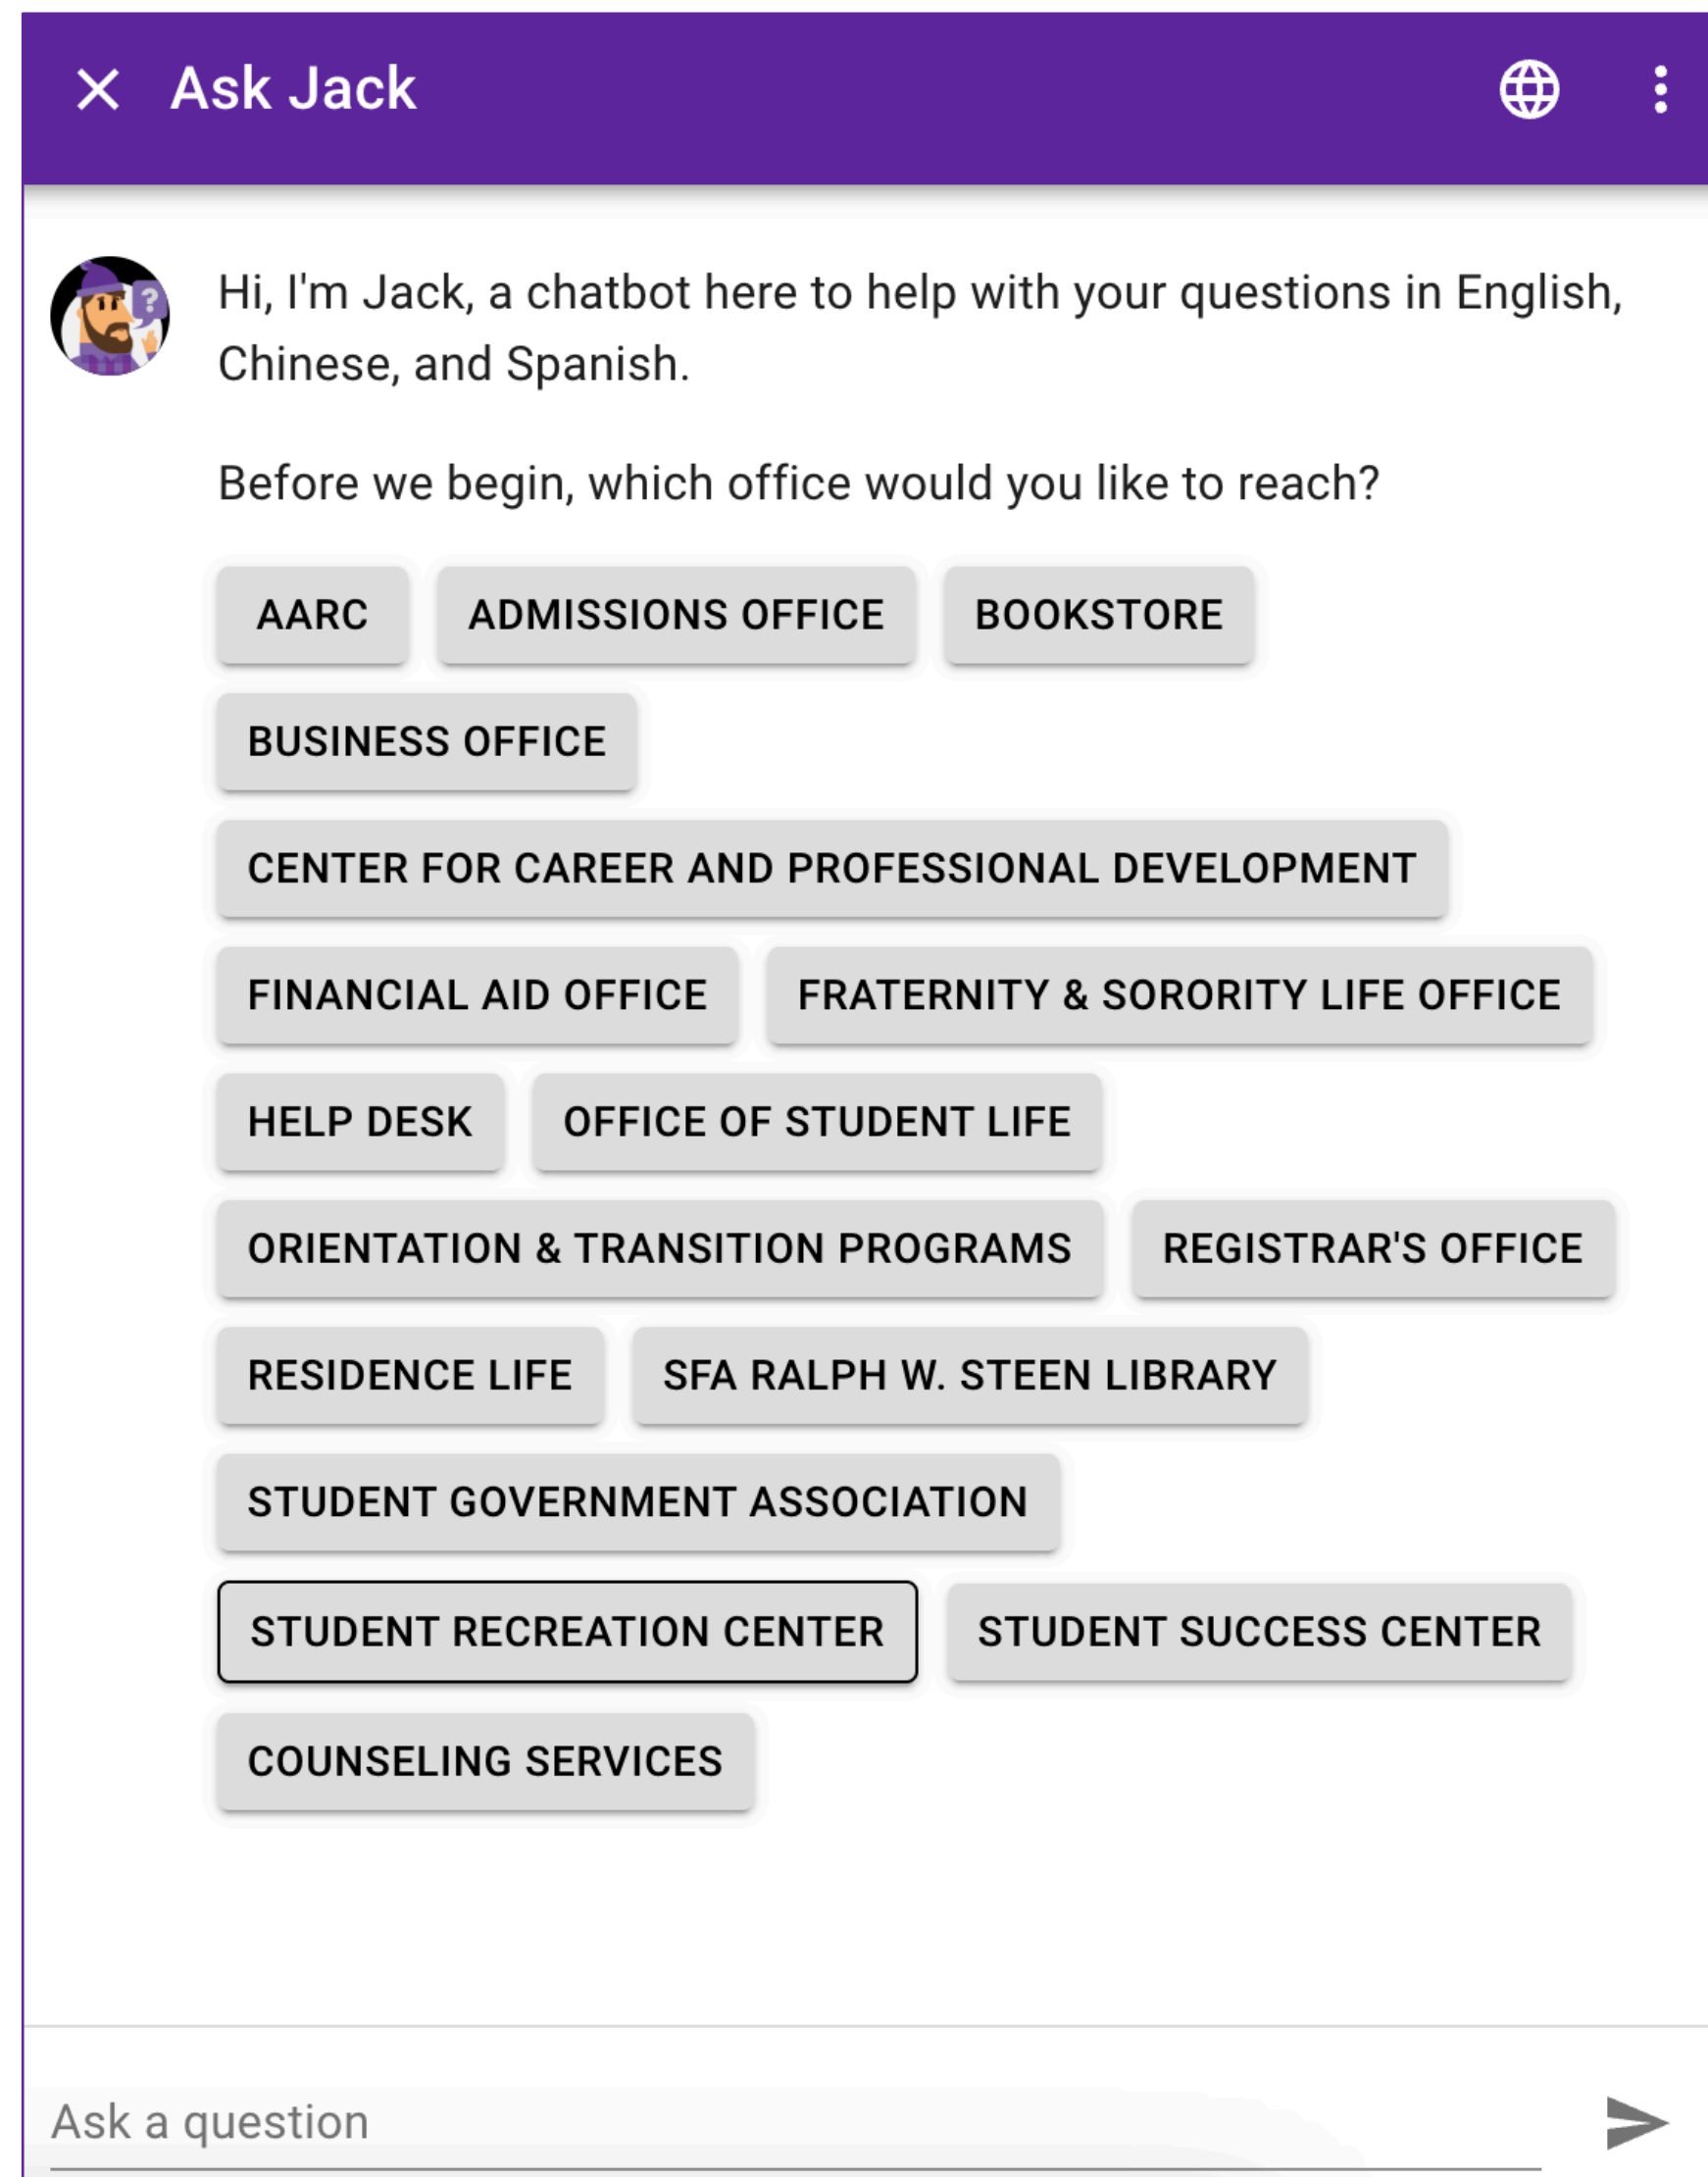 Ask Jack
Hi, I'm Jack, a chatbot here to help with your questions in English,
Chinese, and Spanish.
Before we begin, which office would you like to reach?
AARC ADMISSIONS OFFICE BOOKSTORE
BUSINESS OFFICE
CENTER FOR CAREER AND PROFESSIONAL DEVELOPMENT
FINANCIAL AID OFFICE FRATERNITY & SORORITY LIFE OFFICE
HELP DESK OFFICE OF STUDENT LIFE
ORIENTATION & TRANSITION PROGRAMS REGISTRAR'S OFFICE
RESIDENCE LIFE SFA RALPH W. STEEN LIBRARY
STUDENT GOVERNMENT ASSOCIATION
STUDENT RECREATION CENTER STUDENT SUCCESS CENTER
COUNSELING SERVICES
Ask a question